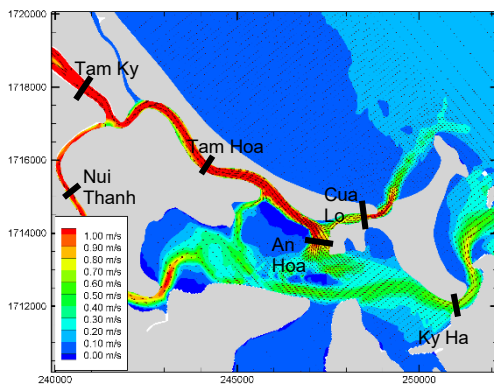 1720000
Tam Ky
1718000
Tam Hoa
1716000
Nui
Thanh
Cua
Lo
1714000
An
Hoa
1.00 m/s
0.90 m/s
0.80 m/s
0.70 m/s
0.60 m/s
0.50 m/s
0.40 m/s
0.30 m/s
0.20 m/s
0.10 m/s
0.00 m/s
1712000
Ky Ha
1710000
240000
245000
250000